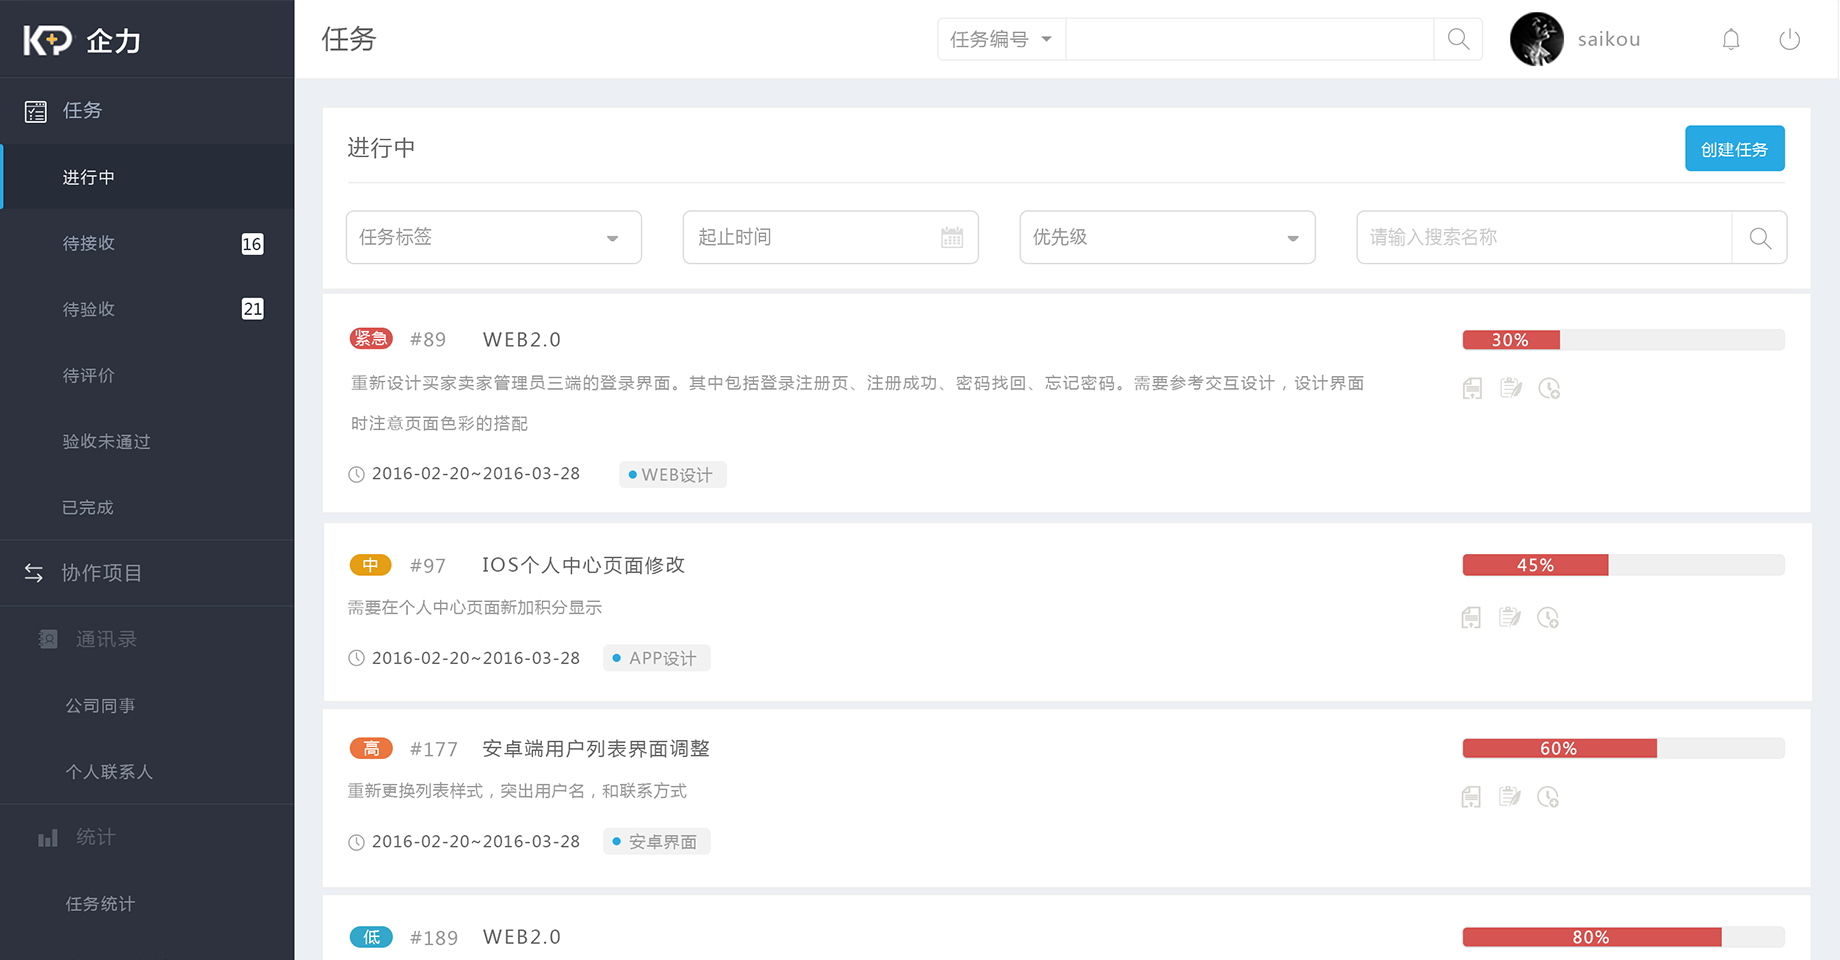 KP 企力
任务
进行中
待接收 16
待验收 21
待评价
验收未通过
已完成
协作项目
通讯录
公司同事
个人联系人
统计
任务统计
任务
任务编号
saikou
进行中
创建任务
任务标签
起止时间
优先级
请输入搜索名称
紧急 #89 WEB2.0
30%
重新设计买家卖家管理员三端的登录界面。其中包括登录注册页、注册成功、密码找回、忘记密码。需要参考交互设计，设计界面
时注意页面色彩的搭配
2016-02-20~2016-03-28 WEB设计
中 #97 IOS个人中心页面修改
45%
需要在个人中心页面新加积分显示
2016-02-20~2016-03-28 APP设计
高 #177 安卓端用户列表界面调整
60%
重新更换列表样式，突出用户名，和联系方式
2016-02-20~2016-03-28 安卓界面
低 #189 WEB2.0
80%